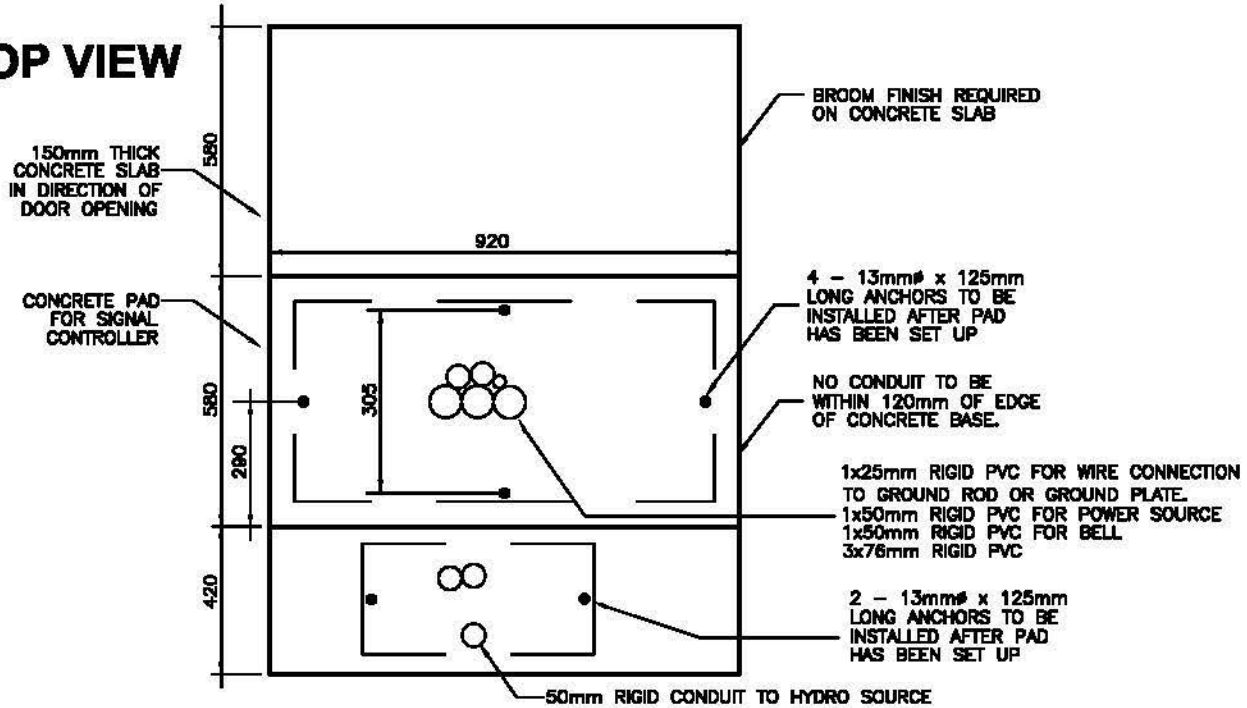 OP VIEW
150mm THICK
CONCRETE SLAB
IN DIRECTION OF
DOOR OPENING
580
BROOM FINISH REQUIRED
ON CONCRETE SLAB
920
CONCRETE PAD
FOR SIGNAL
CONTROLLER
4 - 13mmø x 125mm
LONG ANCHORS TO BE
INSTALLED AFTER PAD
HAS BEEN SET UP
580
305
290
NO CONDUIT TO BE
WITHIN 120mm OF EDGE
OF CONCRETE BASE.
1x25mm RIGID PVC FOR WIRE CONNECTION
TO GROUND ROD OR GROUND PLATE.
1x50mm RIGID PVC FOR POWER SOURCE
1x50mm RIGID PVC FOR BELL
3x76mm RIGID PVC
420
2 - 13mmø x 125mm
LONG ANCHORS TO BE
INSTALLED AFTER PAD
HAS BEEN SET UP
50mm RIGID CONDUIT TO HYDRO SOURCE